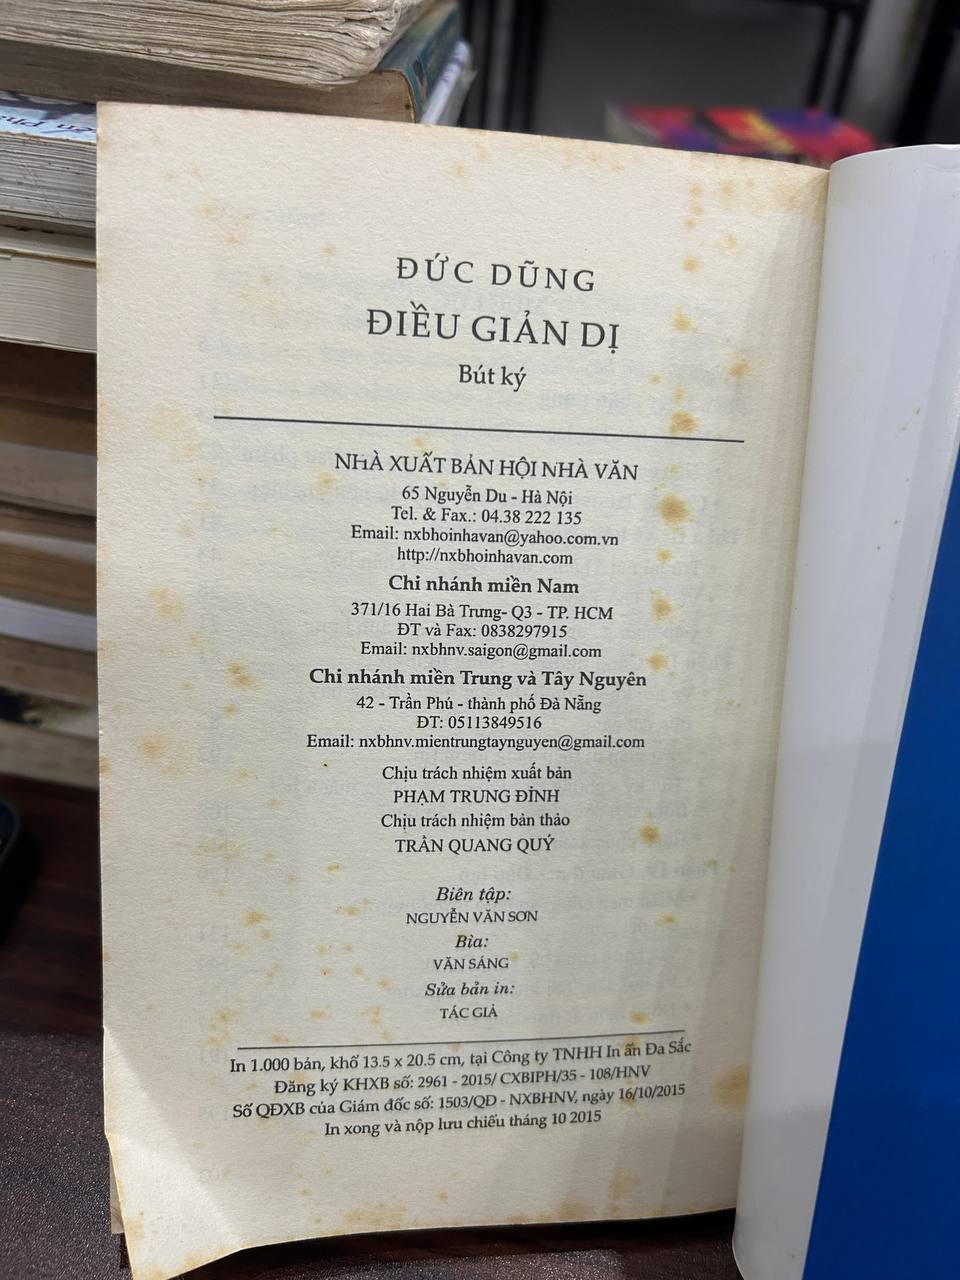 ĐỨC DŨNG
ĐIỀU GIẢN DỊ
Bút ký
NHÀ XUẤT BẢN HỘI NHÀ VĂN
65 Nguyễn Du - Hà Nội
Tel. & Fax.: 04.38 222 135
Email: nxbhoinhavan@yahoo.com.vn
http://nxbhoinhavan.com
Chi nhánh miền Nam
371/16 Hai Bà Trưng- Q3 - TP. HCM
ĐT và Fax: 0838297915
Email: nxbhnv.saigon@gmail.com
Chi nhánh miền Trung và Tây Nguyên
42 - Trần Phú - thành phố Đà Nẵng
ĐT: 05113849516
Email: nxbhnv.mientrungtaynguyen@gmail.com
Chịu trách nhiệm xuất bản
PHẠM TRUNG ĐỈNH
Chịu trách nhiệm bản thảo
TRẦN QUANG QUÝ
Biên tập:
NGUYỄN VĂN SƠN
Bìa:
VĂN SÁNG
Sửa bản in:
TÁC GIẢ
In 1.000 bản, khổ 13.5 x 20.5 cm, tại Công ty TNHH In ấn Đa Sắc
Đăng ký KHXB số: 2961 - 2015/ CXBIPH/35 - 108/HNV
Số QĐXB của Giám đốc số: 1503/QĐ - NXBHNV, ngày 16/10/2015
In xong và nộp lưu chiếu tháng 10 2015